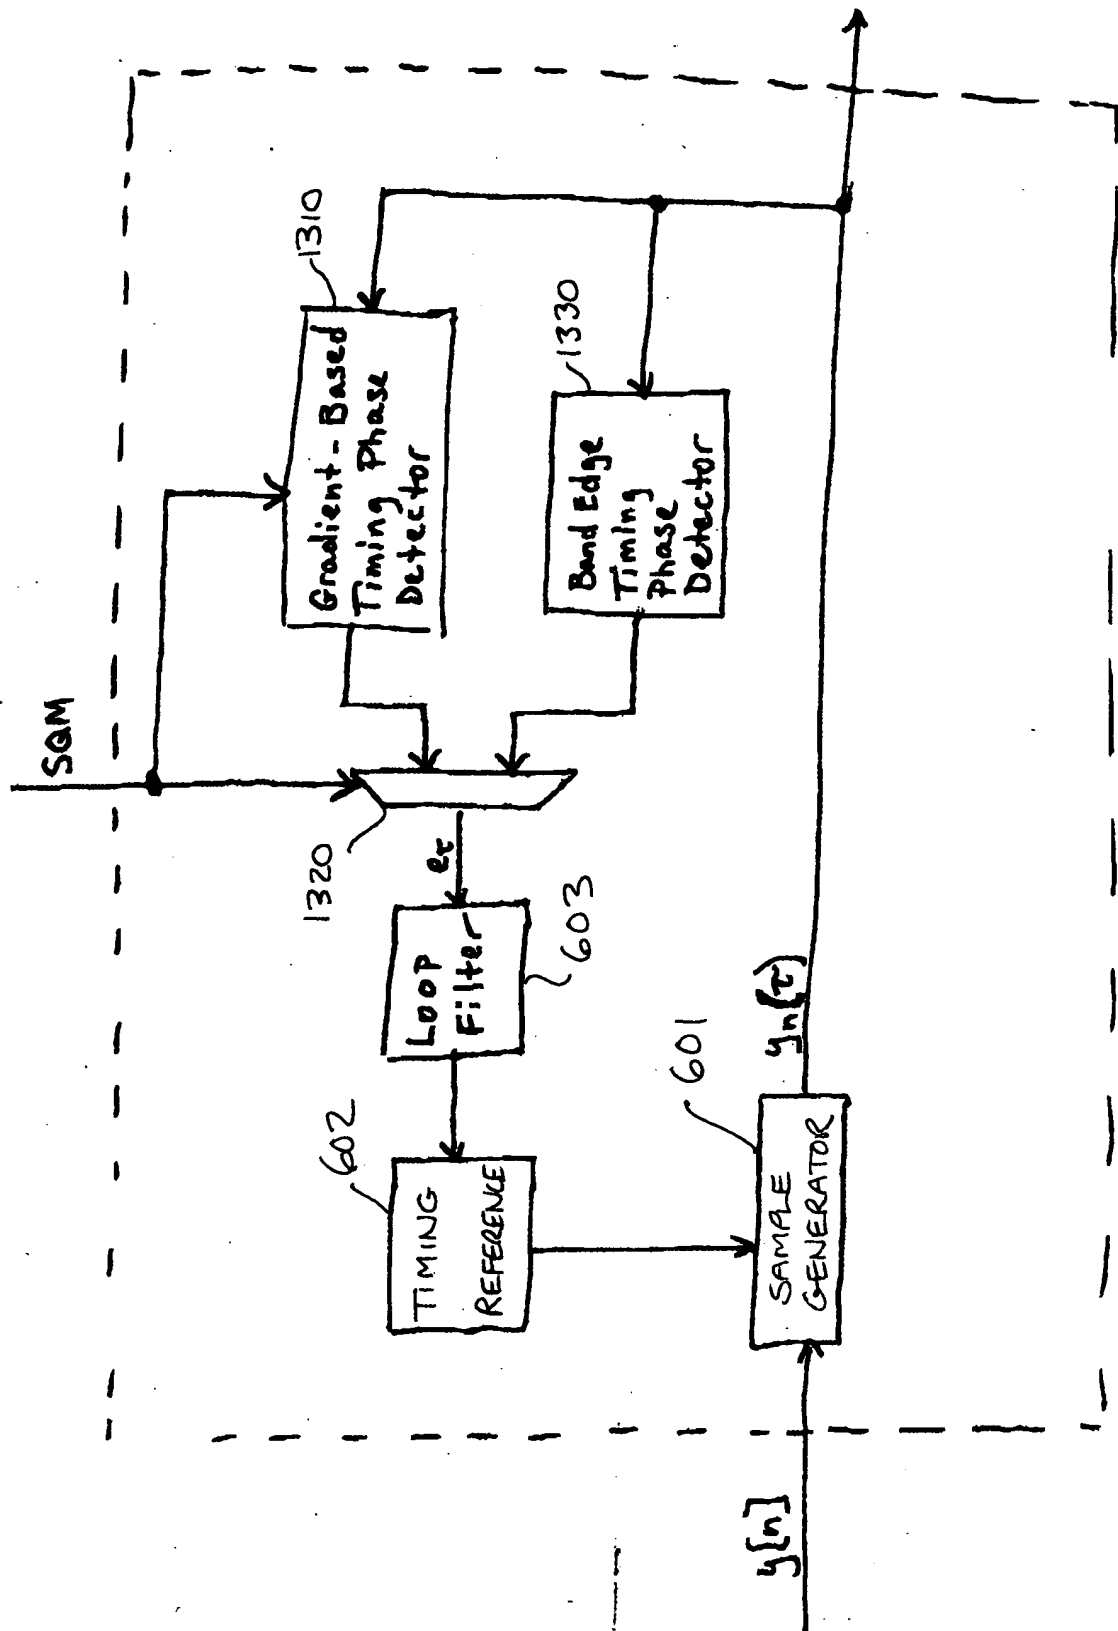 SQM
1310
Gradient-Based
Timing Phase
Detector
1320
eτ
1330
Band Edge
Timing
Phase
Detector
602
TIMING
REFERENCE
LOOP
Filter
603
601
SAMPLE
GENERATOR
yn(τ)
y[n]